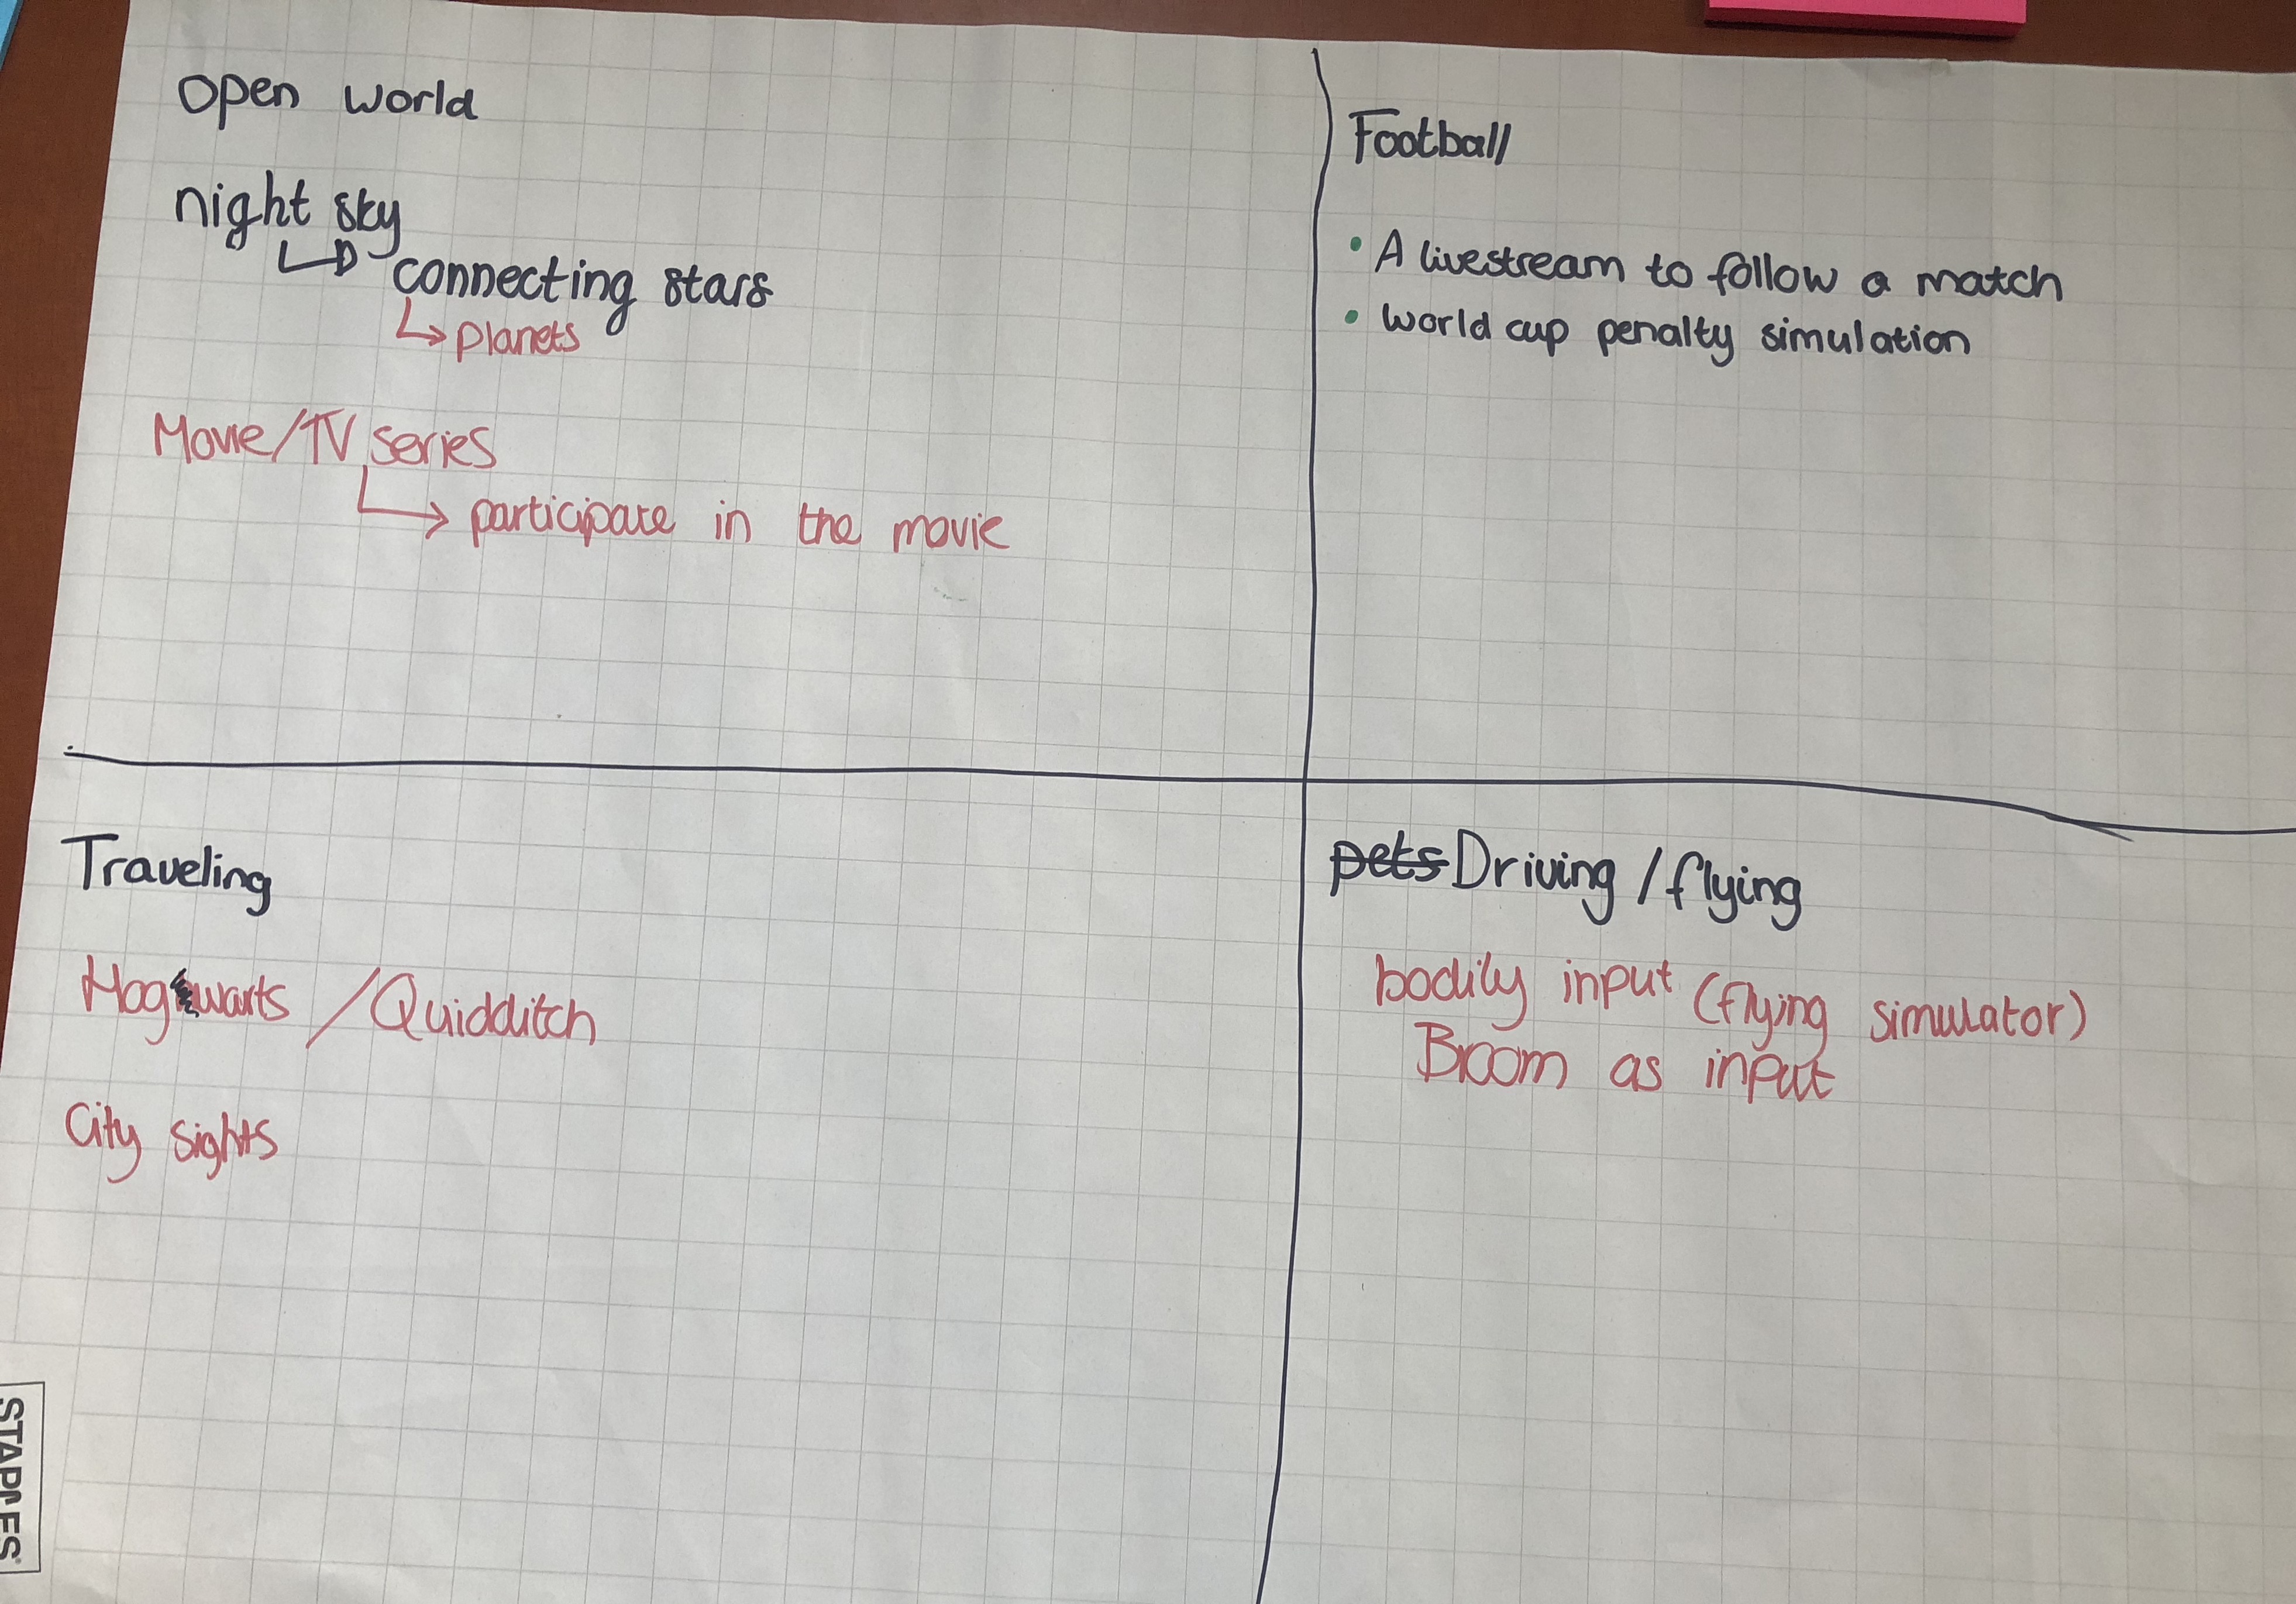 Open world
night sky
connecting stars
planets
Movie/TV series
participate in the movie
Football
• A livestream to follow a match
• World cup penalty simulation
Traveling
Hogwarts / Quidditch
City sights
pets Driving / flying
bodily input (flying simulator)
Broom as input
STAPLES